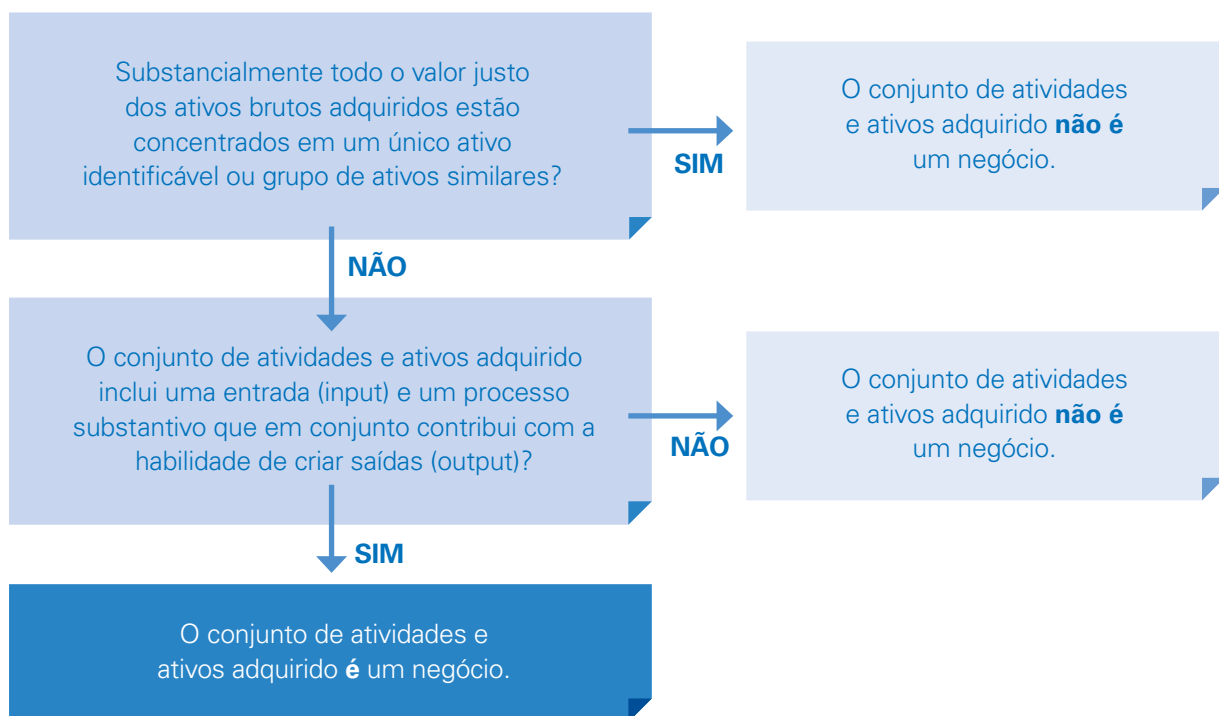 Substancialmente todo o valor justo
dos ativos brutos adquiridos estão
concentrados em um único ativo
identificável ou grupo de ativos similares?
SIM
O conjunto de atividades
e ativos adquirido não é
um negócio.
NÃO
O conjunto de atividades e ativos adquirido
inclui uma entrada (input) e um processo
substantivo que em conjunto contribui com a
habilidade de criar saídas (output)?
NÃO
O conjunto de atividades
e ativos adquirido não é
um negócio.
SIM
O conjunto de atividades e
ativos adquirido é um negócio.